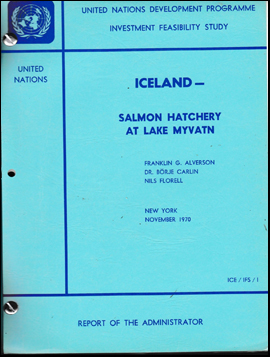 UNITED NATIONS DEVELOPMENT PROGRAMME
INVESTMENT FEASIBILITY STUDY
UNITED
NATIONS
ICELAND —
SALMON HATCHERY
AT LAKE MYVATN
FRANKLIN G. ALVERSON
DR. BÖRJE CARLIN
NILS FLORELL
NEW YORK
NOVEMBER 1970
ICE / IFS / 1
REPORT OF THE ADMINISTRATOR